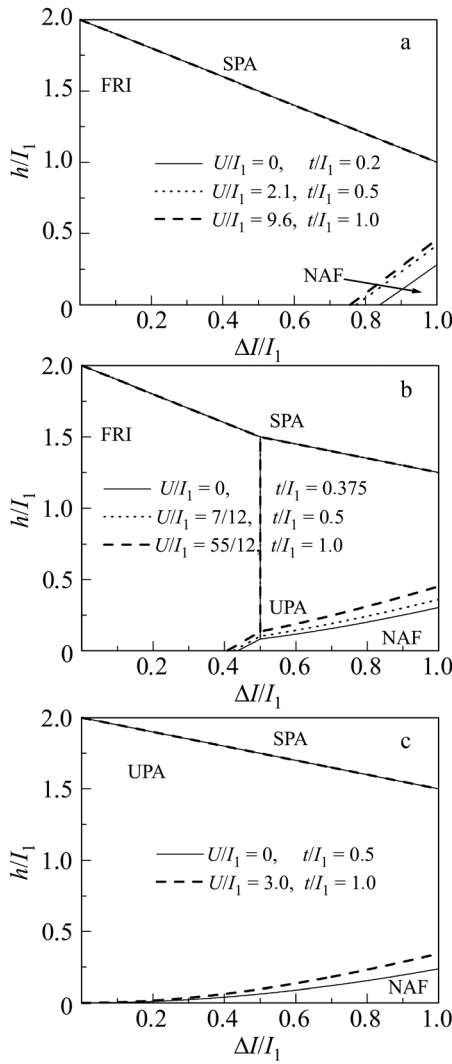 a
2.0
SPA
FRI
1.5
h/I₁
1.0
U/I₁ = 0, t/I₁ = 0.2
U/I₁ = 2.1, t/I₁ = 0.5
U/I₁ = 9.6, t/I₁ = 1.0
0.5
NAF
0
0.2 0.4 0.6 0.8 1.0
ΔI/I₁
b
2.0
SPA
FRI
1.5
h/I₁
1.0
U/I₁ = 0, t/I₁ = 0.375
U/I₁ = 7/12, t/I₁ = 0.5
U/I₁ = 55/12, t/I₁ = 1.0
0.5
UPA
NAF
0
0.2 0.4 0.6 0.8 1.0
ΔI/I₁
c
2.0
SPA
UPA
1.5
h/I₁
1.0
U/I₁ = 0, t/I₁ = 0.5
U/I₁ = 3.0, t/I₁ = 1.0
0.5
NAF
0
0.2 0.4 0.6 0.8 1.0
ΔI/I₁